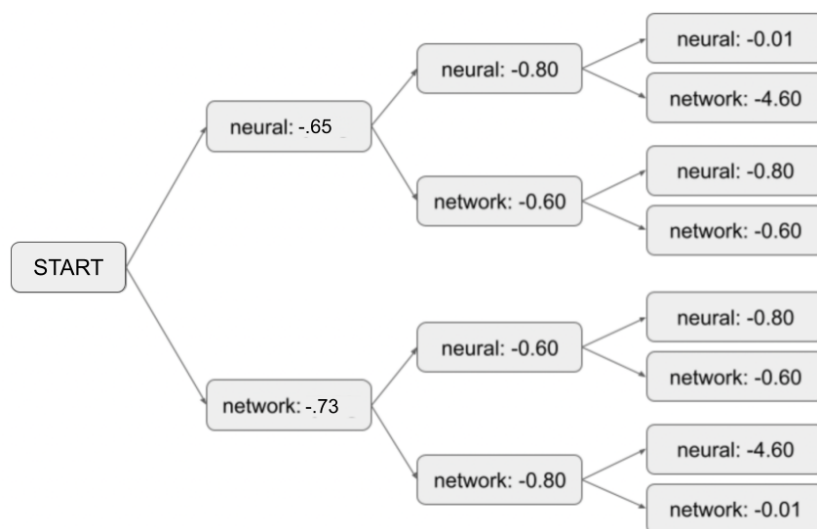 START
neural: -.65
network: -.73
neural: -0.80
network: -0.60
neural: -0.60
network: -0.80
neural: -0.01
network: -4.60
neural: -0.80
network: -0.60
neural: -0.80
network: -0.60
neural: -4.60
network: -0.01